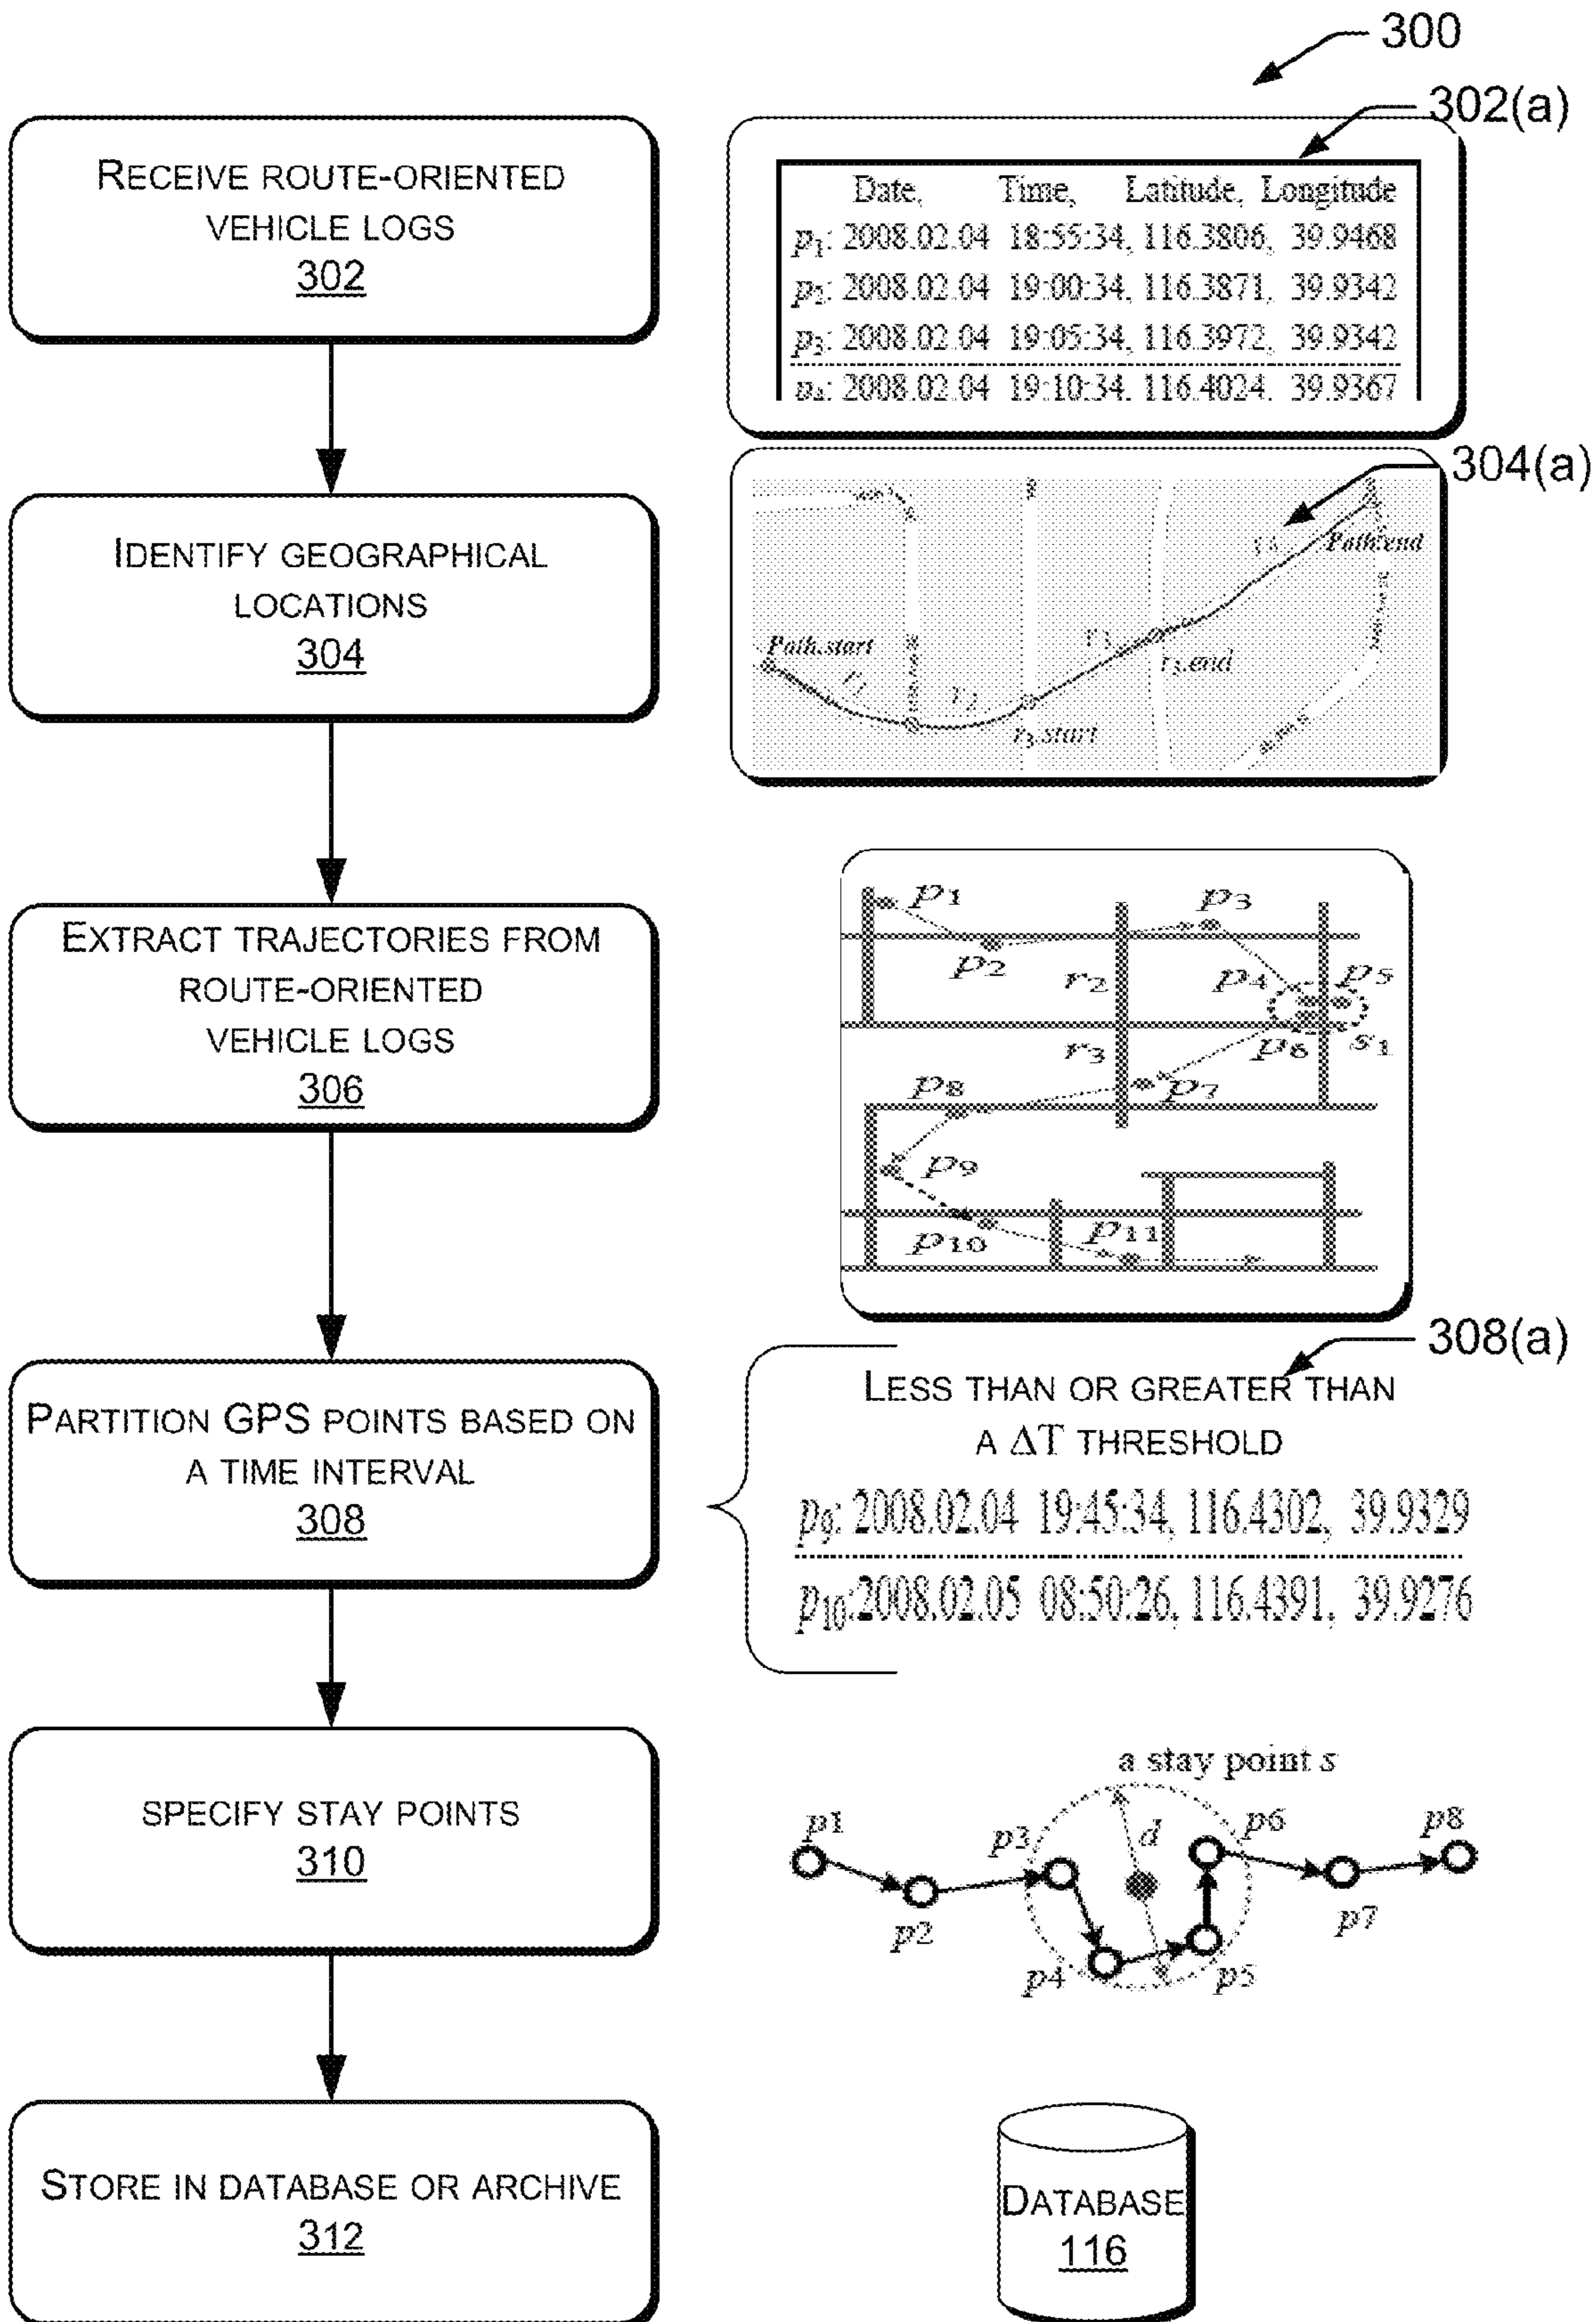 300
RECEIVE ROUTE-ORIENTED
VEHICLE LOGS
302
302(a)
Date, Time, Latitude, Longitude
p1: 2008.02.04 18:55:34, 116.3806, 39.9468
p2: 2008.02.04 19:00:34, 116.3871, 39.9342
p3: 2008.02.04 19:05:34, 116.3972, 39.9342
p4: 2008.02.04 19:10:34, 116.4024, 39.9367
IDENTIFY GEOGRAPHICAL
LOCATIONS
304
304(a)
Path.end
Path.start
r3
r3.end
r1
r2
r3.start
EXTRACT TRAJECTORIES FROM
ROUTE-ORIENTED
VEHICLE LOGS
306
p1
p3
p2
r2
p4
p5
r3
p6
s1
p8
p7
p9
p10
p11
PARTITION GPS POINTS BASED ON
A TIME INTERVAL
308
308(a)
LESS THAN OR GREATER THAN
A ΔT THRESHOLD
p9: 2008.02.04 19:45:34, 116.4302, 39.9329
p10:2008.02.05 08:50:26, 116.4391, 39.9276
SPECIFY STAY POINTS
310
a stay point s
p1
p3
d
p6
p8
p2
p7
p4
p5
STORE IN DATABASE OR ARCHIVE
312
DATABASE
116